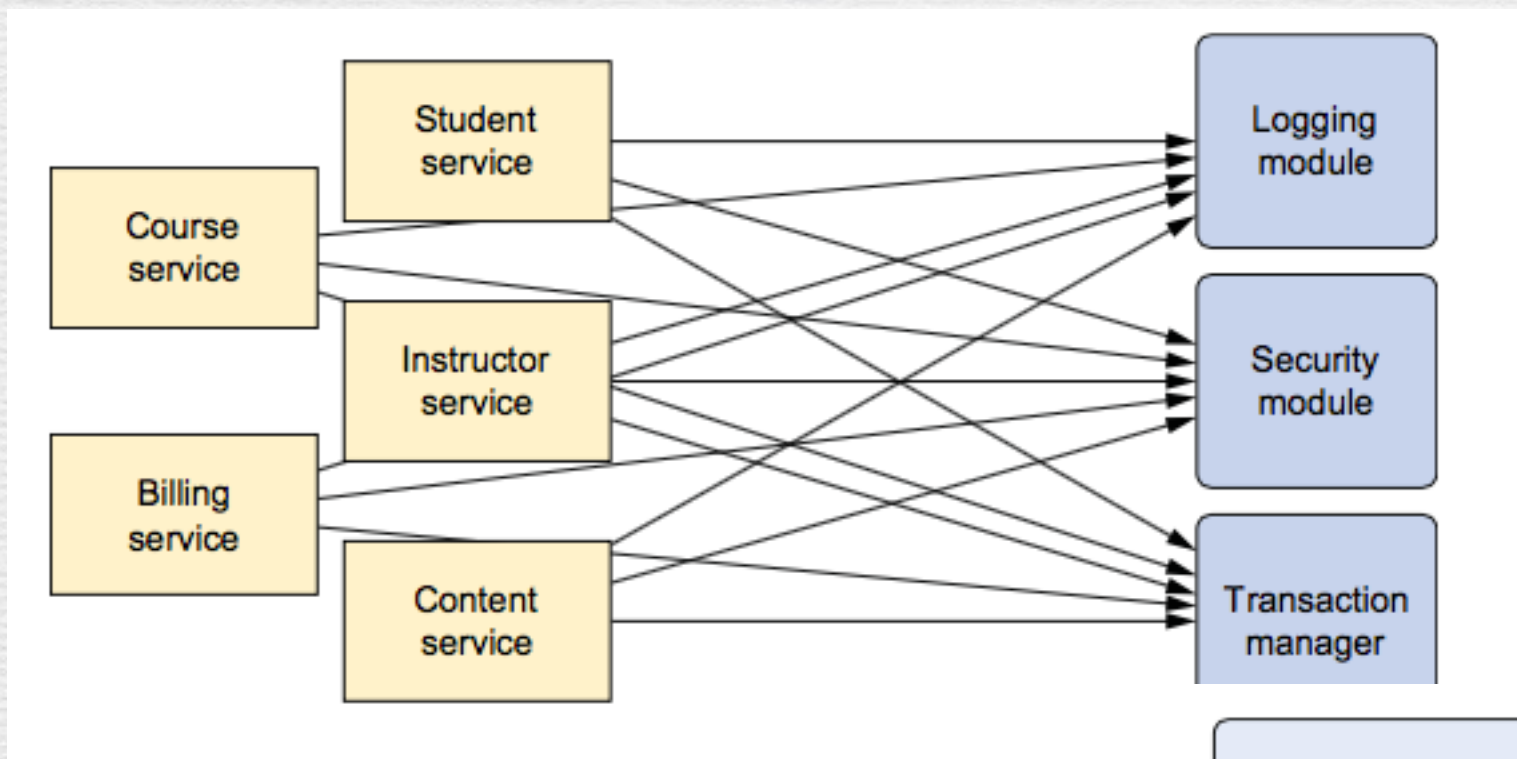 Student
service
Logging
module
Course
service
Instructor
service
Security
module
Billing
service
Content
service
Transaction
manager